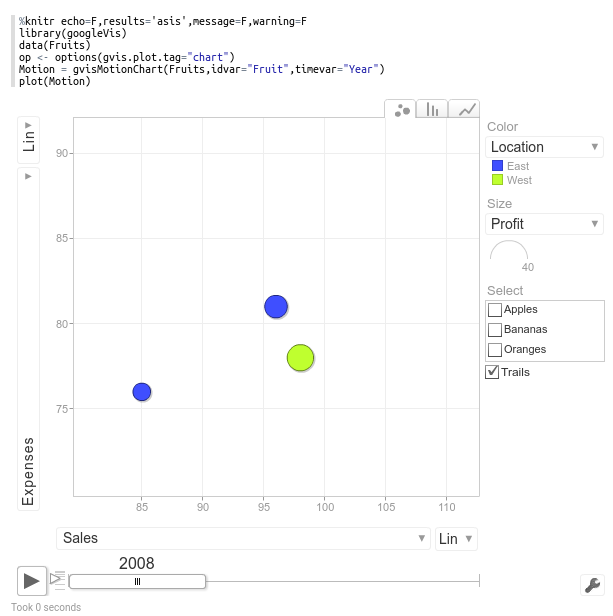 %knitr echo=F,results='asis',message=F,warning=F
library(googleVis)
data(Fruits)
op <- options(gvis.plot.tag="chart")
Motion = gvisMotionChart(Fruits,idvar="Fruit",timevar="Year")
plot(Motion)
Lin
Expenses
90
85
80
75
85 90 95 100 105 110
Color
Location
East
West
Size
Profit
40
Select
Apples
Bananas
Oranges
Trails
Sales Lin
2008
Took 0 seconds